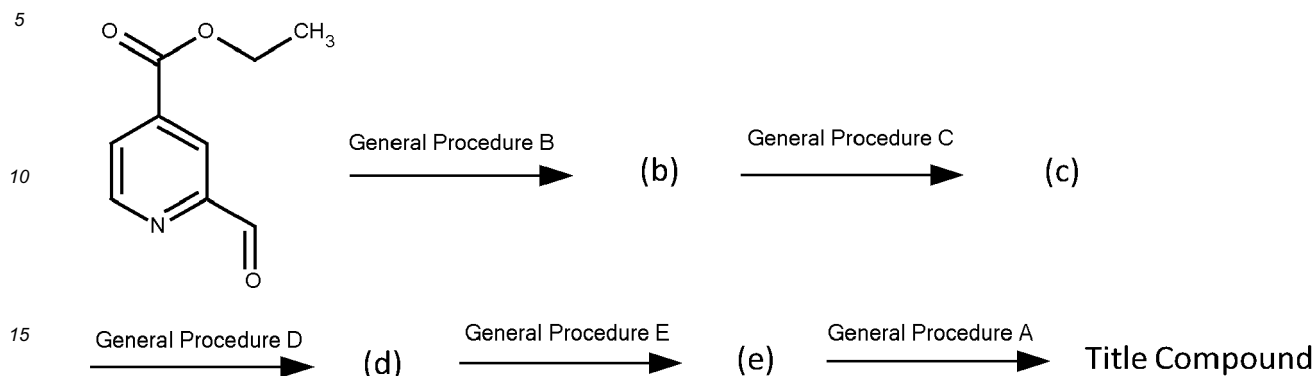 5
O
O
CH3
General Procedure B
General Procedure C
10
(b)
(c)
N
O
15
General Procedure D
(d)
General Procedure E
(e)
General Procedure A
Title Compound